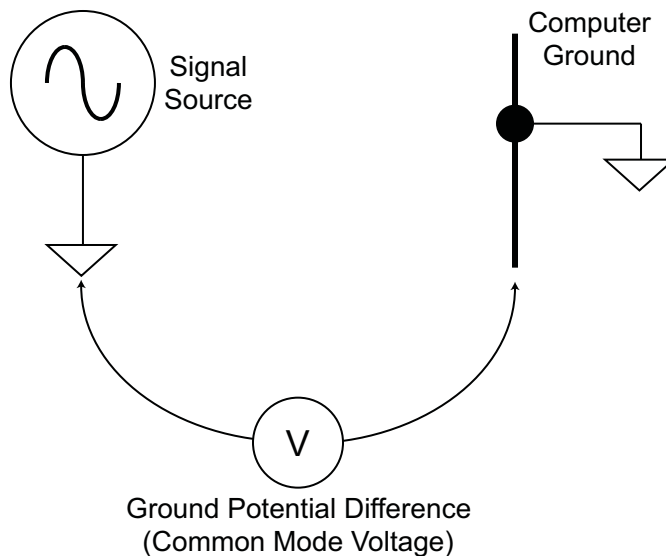 Signal
Source
Computer
Ground
V
Ground Potential Difference
(Common Mode Voltage)